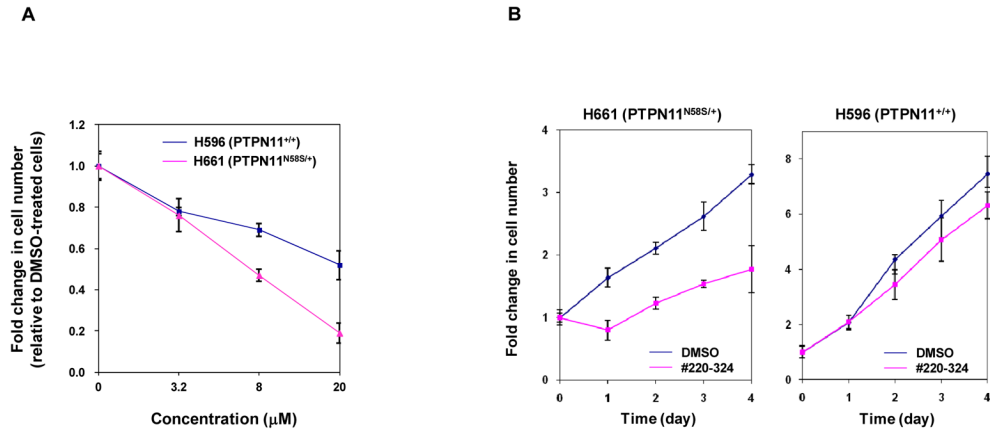 A
B
H661 (PTPN11N58S/+)
H596 (PTPN11+/+)
Fold change in cell number
(relative to DMSO-treated cells)
1.2
1.0
0.8
0.6
0.4
0.2
0.0
H596 (PTPN11+/+)
H661 (PTPN11N58S/+)
0
3.2
8
20
Concentration (μM)
Fold change in cell number
4
3
2
1
0
DMSO
#220-324
0
1
2
3
4
Time (day)
8
6
4
2
0
DMSO
#220-324
0
1
2
3
4
Time (day)